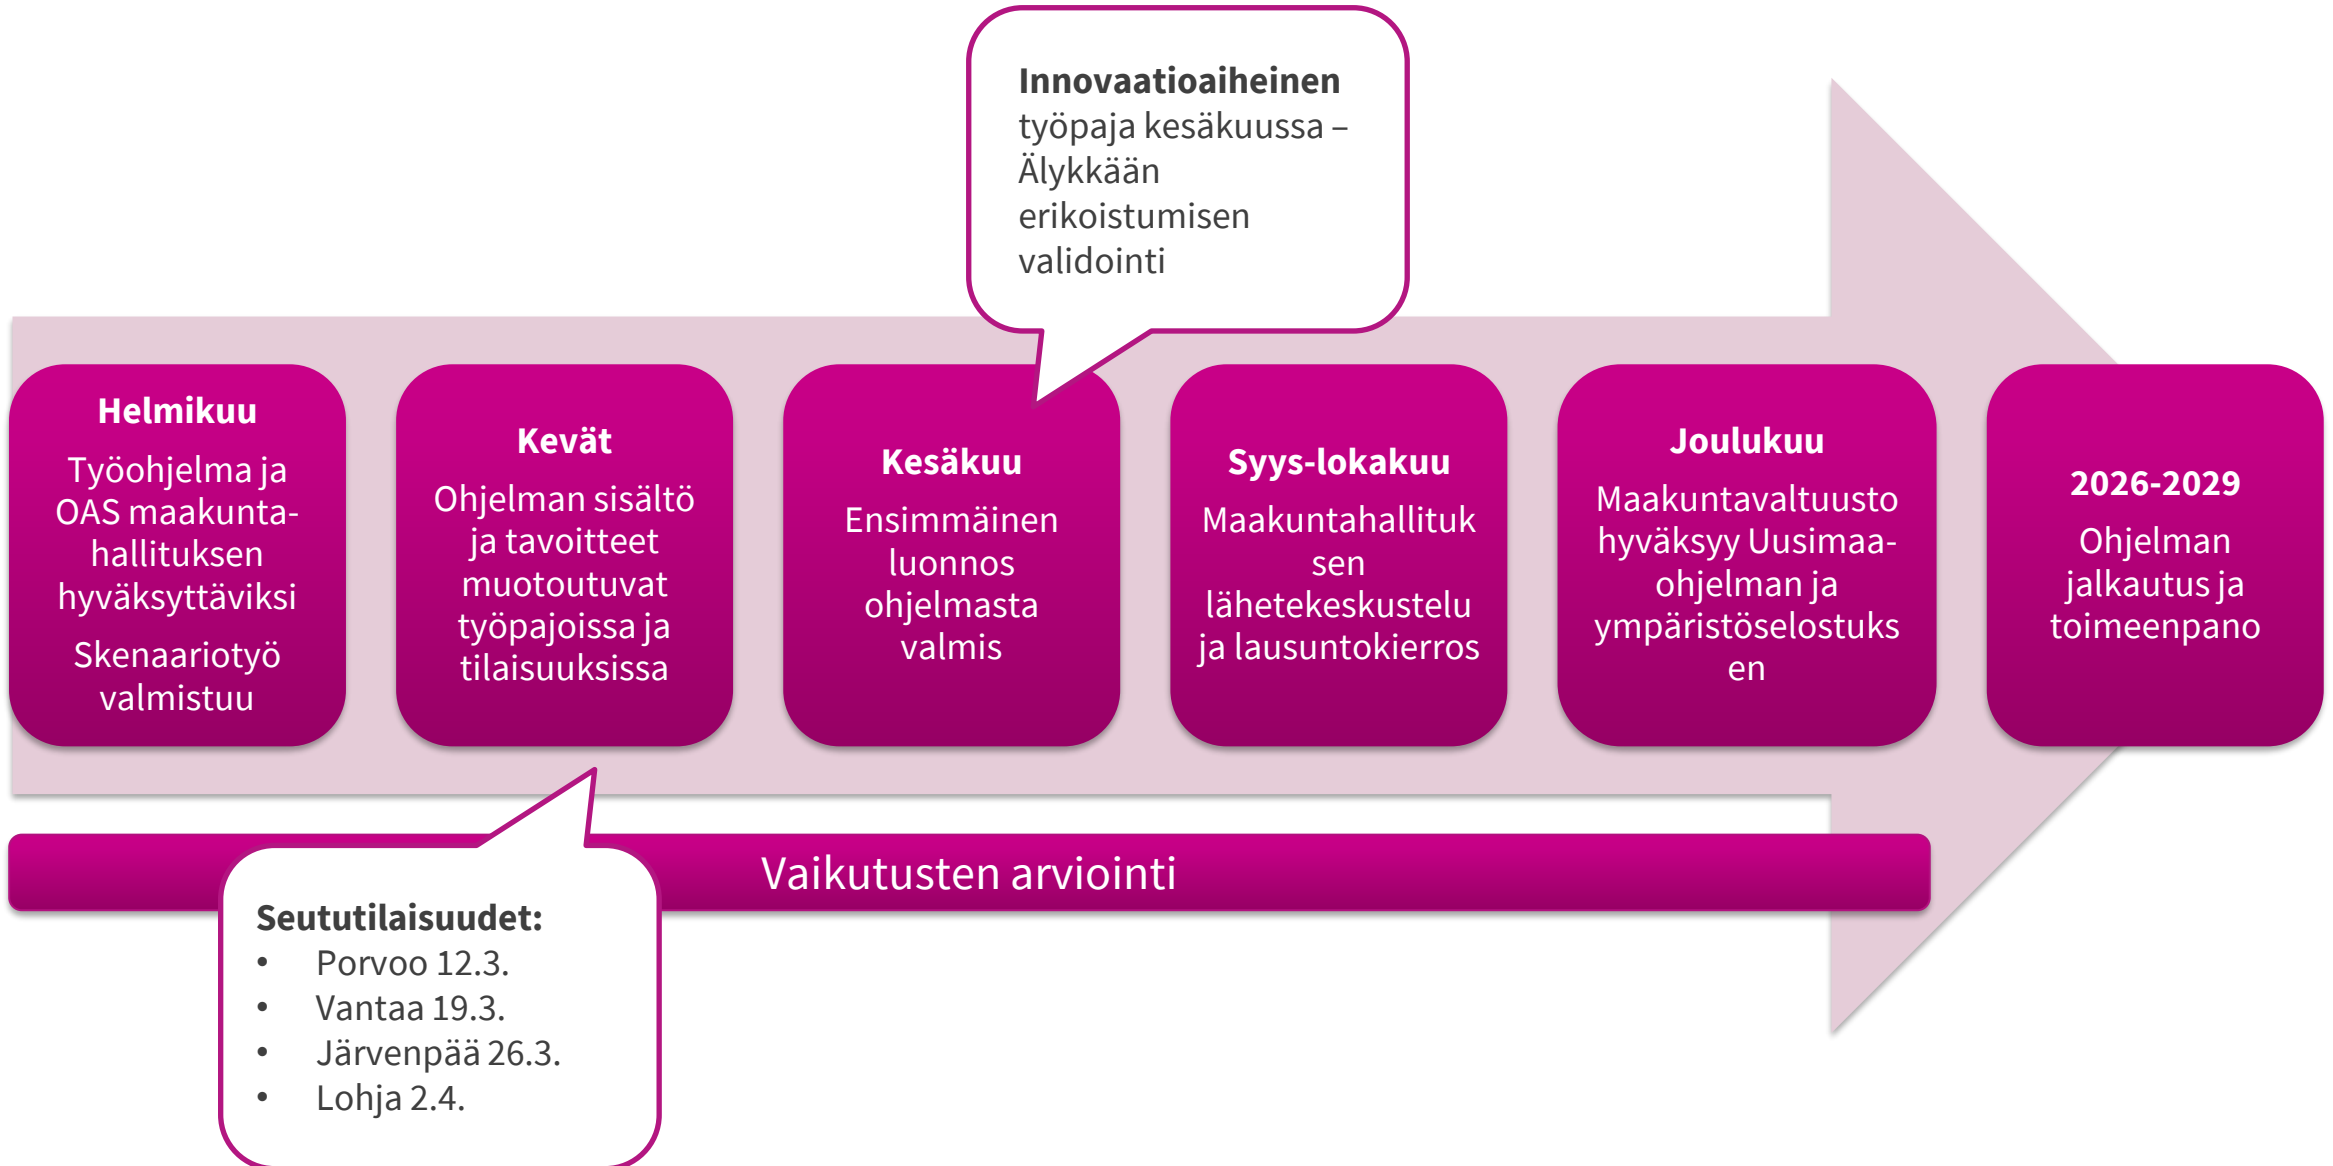 Innovaatioaiheinen
työpaja kesäkuussa –
Älykkään
erikoistumisen
validointi
Helmikuu
Työohjelma ja
OAS maakunta-
hallituksen
hyväksyttäviksi
Skenaariotyö
valmistuu
Kevät
Ohjelman sisältö
ja tavoitteet
muotoutuvat
työpajoissa ja
tilaisuuksissa
Kesäkuu
Ensimmäinen
luonnos
ohjelmasta
valmis
Syys-lokakuu
Maakuntahallituk
sen
lähetekeskustelu
ja lausuntokierros
Joulukuu
Maakuntavaltuusto
hyväksyy Uusimaa-
ohjelman ja
ympäristöselostuks
en
2026-2029
Ohjelman
jalkautus ja
toimeenpano
Vaikutusten arviointi
Seututilaisuudet:
• Porvoo 12.3.
• Vantaa 19.3.
• Järvenpää 26.3.
• Lohja 2.4.